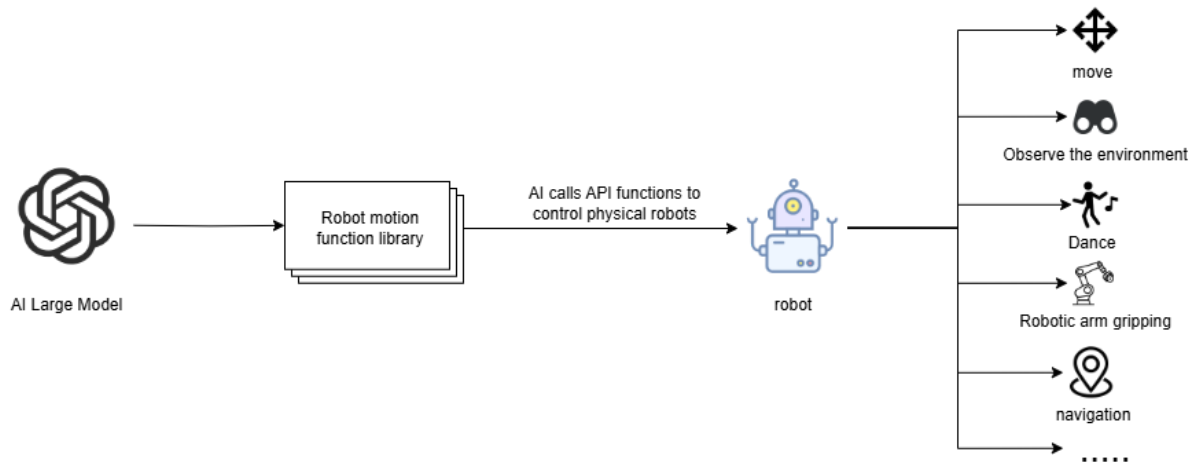 AI Large Model
Robot motion
function library
AI calls API functions to
control physical robots
robot
move
Observe the environment
Dance
Robotic arm gripping
navigation
.....